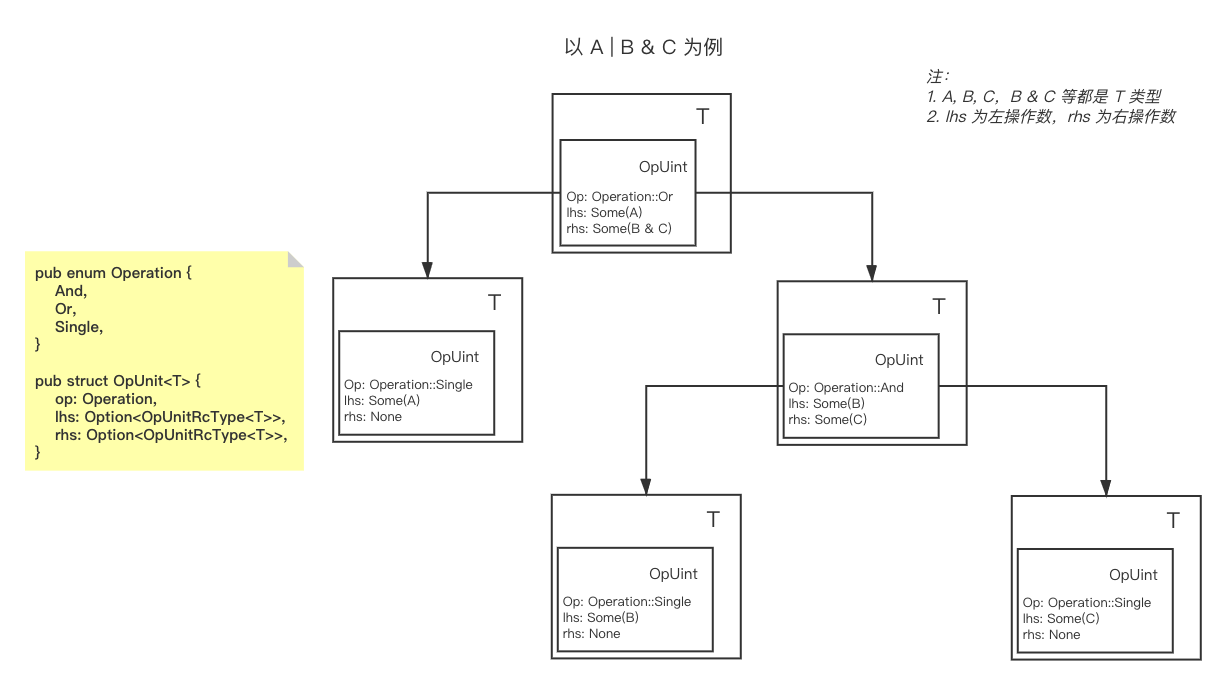 以 A | B & C 为例
注：
1. A, B, C，B & C 等都是 T 类型
2. lhs 为左操作数，rhs 为右操作数
T
OpUint
Op: Operation::Or
lhs: Some(A)
rhs: Some(B & C)
pub enum Operation {
And,
Or,
Single,
}
pub struct OpUnit<T> {
op: Operation,
lhs: Option<OpUnitRcType<T>>,
rhs: Option<OpUnitRcType<T>>,
}
T
OpUint
Op: Operation::Single
lhs: Some(A)
rhs: None
T
OpUint
Op: Operation::And
lhs: Some(B)
rhs: Some(C)
T
OpUint
Op: Operation::Single
lhs: Some(B)
rhs: None
T
OpUint
Op: Operation::Single
lhs: Some(C)
rhs: None